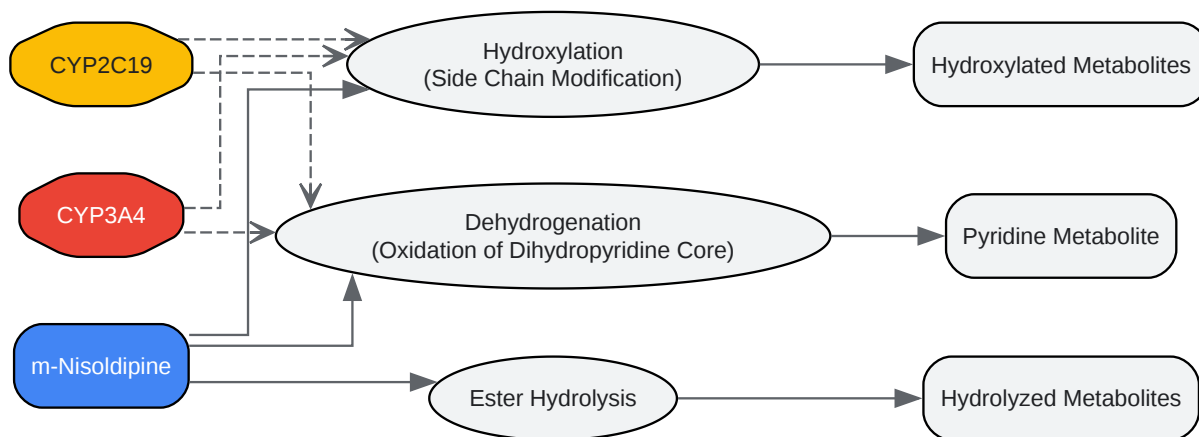 CYP2C19
Hydroxylation
(Side Chain Modification)
Hydroxylated Metabolites
CYP3A4
Dehydrogenation
(Oxidation of Dihydropyridine Core)
Pyridine Metabolite
m-Nisoldipine
Ester Hydrolysis
Hydrolyzed Metabolites